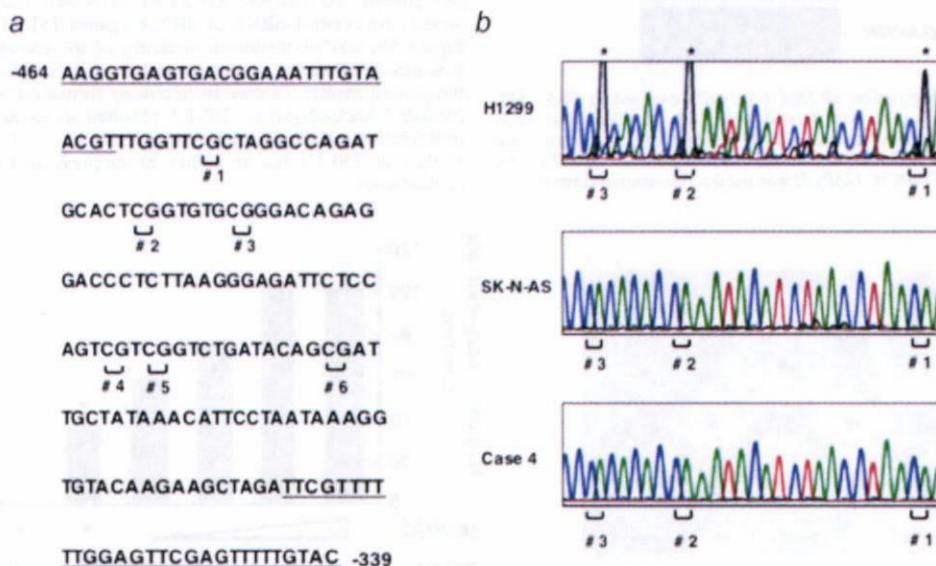 a
-464 AAGGTGAGTGACGGAAATTTGTA
ACGTTTGGTTCGCTAGGCCAGAT
# 1
GCACTCGGTGTGCGGGACAGAG
# 2 # 3
GACCCTCTTAAGGGAGATTCTCC
AGTCGTCGGTCTGATACAGCGAT
# 4 # 5 # 6
TGCTATAAACATTCCTAATAAAGG
TGTACAAGAAGCTAGATTCGTTTT
TTGGAGTTCGAGTTTTTGTAC -339
b
* * *
H1299
# 3 # 2 # 1
SK-N-AS
# 3 # 2 # 1
Case 4
# 3 # 2 # 1